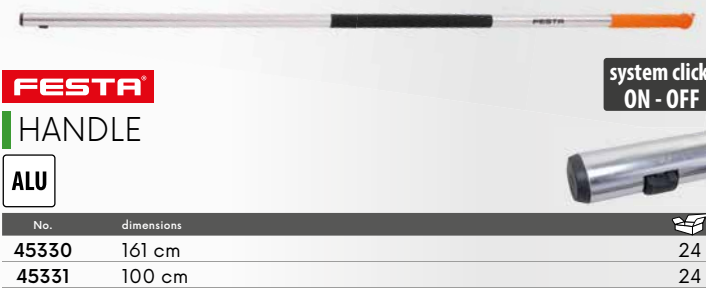 FESTA
FESTA®
system click
ON - OFF
HANDLE
ALU
No. dimensions
45330 161 cm 24
45331 100 cm 24